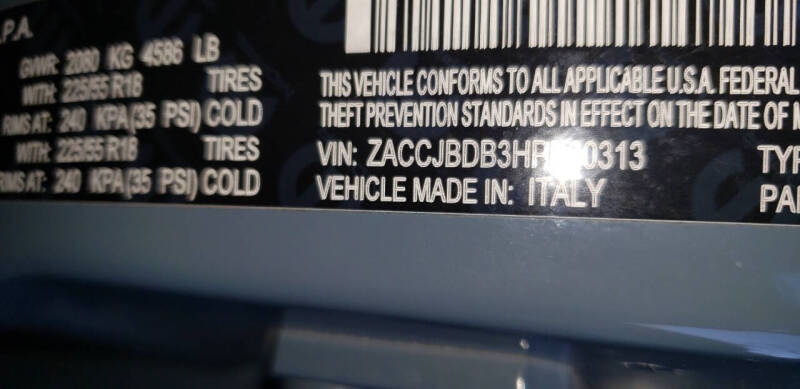 .P.A.
GVWR: 2080 KG 4586 LB
WITH: 225/55 R18 TIRES
RIMS AT: 240 KPA (35 PSI) COLD
WITH: 225/55 R18 TIRES
RIMS AT: 240 KPA (35 PSI) COLD
THIS VEHICLE CONFORMS TO ALL APPLICABLE U.S.A. FEDERAL
THEFT PREVENTION STANDARDS IN EFFECT ON THE DATE OF M
VIN:
VEHICLE MADE IN: ITALY
TYP
PAI